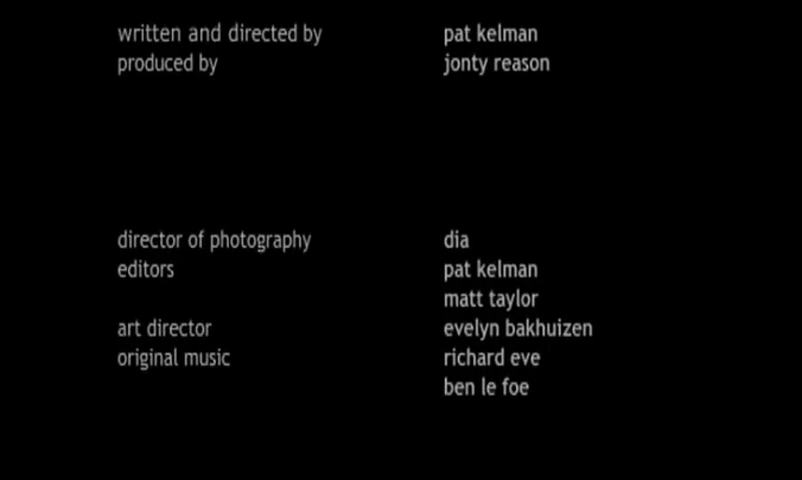 written and directed by pat kelman
produced by jonty reason
director of photography dia
editors pat kelman
matt taylor
art director evelyn bakhuizen
original music richard eve
ben le foe